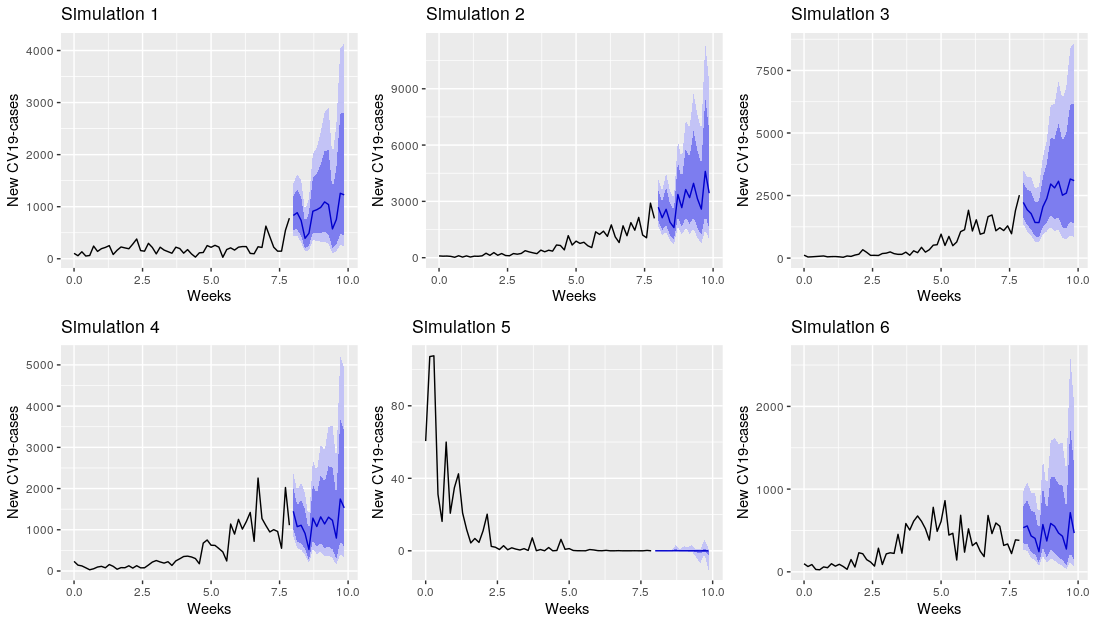 Simulation 1
New CV19-cases
4000
3000
2000
1000
0
0.0 2.5 5.0 7.5 10.0
Weeks
Simulation 2
New CV19-cases
9000
6000
3000
0
0.0 2.5 5.0 7.5 10.0
Weeks
Simulation 3
New CV19-cases
7500
5000
2500
0
0.0 2.5 5.0 7.5 10.0
Weeks
Simulation 4
New CV19-cases
5000
4000
3000
2000
1000
0
0.0 2.5 5.0 7.5 10.0
Weeks
Simulation 5
New CV19-cases
80
40
0
0.0 2.5 5.0 7.5 10.0
Weeks
Simulation 6
New CV19-cases
2000
1000
0
0.0 2.5 5.0 7.5 10.0
Weeks